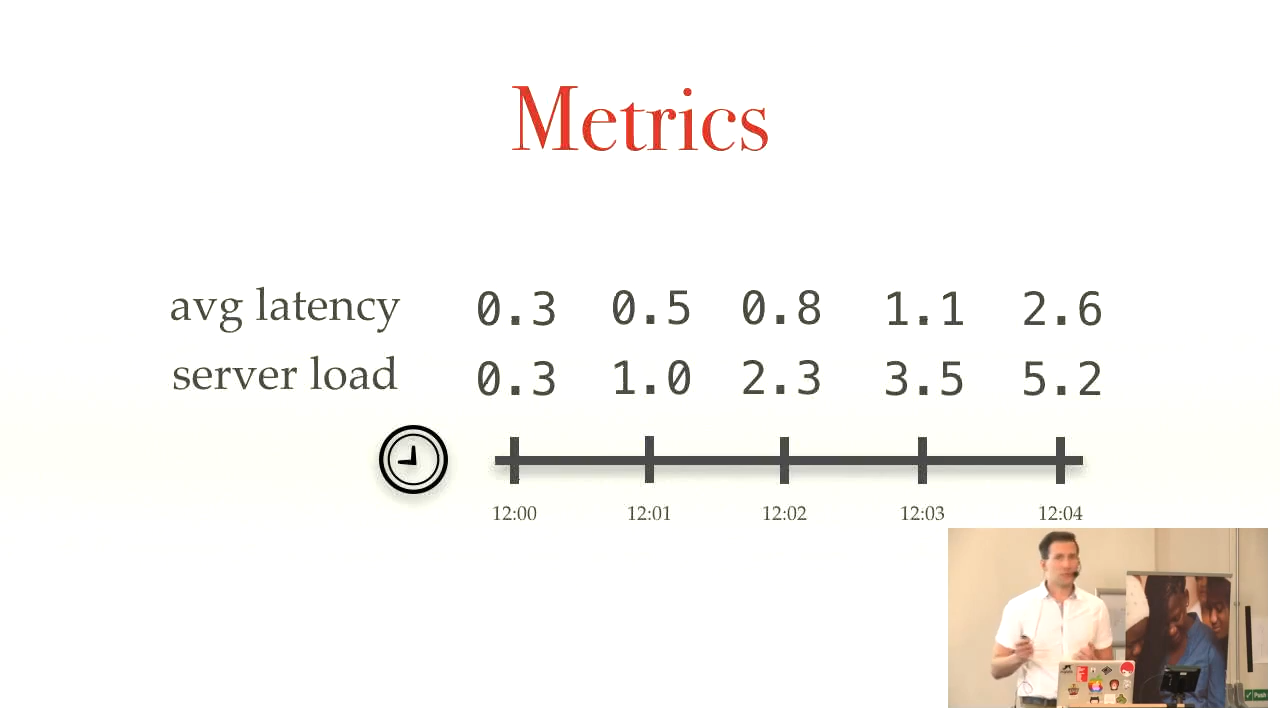 Metrics
avg latency 0.3 0.5 0.8 1.1 2.6
server load 0.3 1.0 2.3 3.5 5.2
12:00 12:01 12:02 12:03 12:04
Push